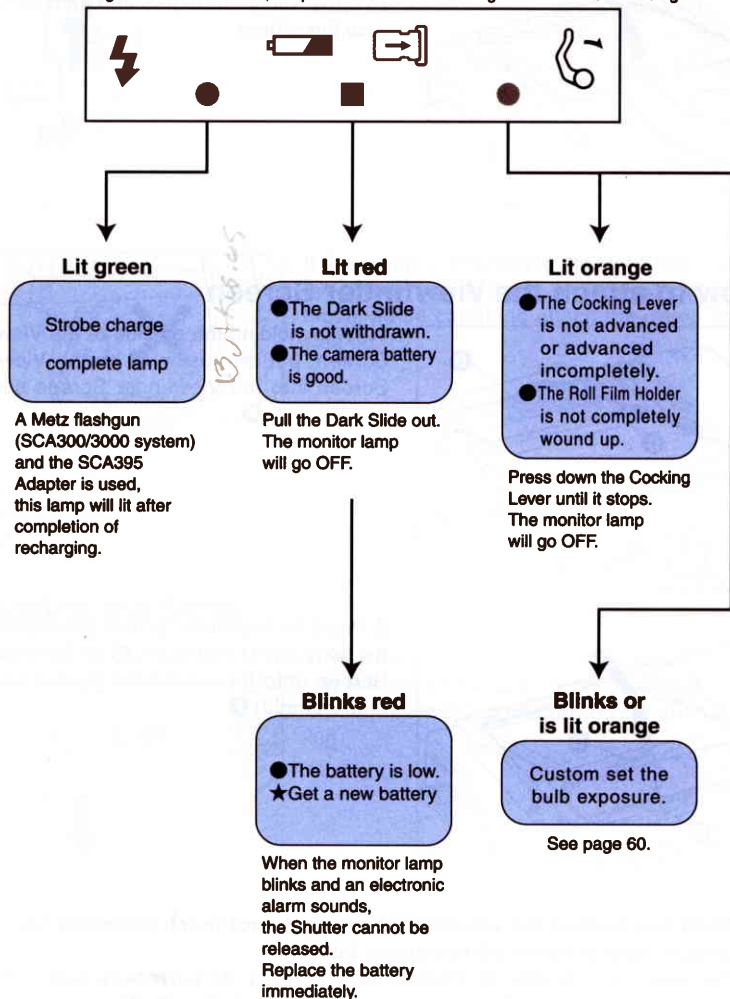 Lit green
Strobe charge
complete lamp
A Metz flashgun
(SCA300/3000 system)
and the SCA395
Adapter is used,
this lamp will lit after
completion of
recharging.
Lit red
●The Dark Slide
is not withdrawn.
●The camera battery
is good.
Pull the Dark Slide out.
The monitor lamp
will go OFF.
Lit orange
●The Cocking Lever
is not advanced
or advanced
incompletely.
●The Roll Film Holder
is not completely
wound up.
Press down the Cocking
Lever until it stops.
The monitor lamp
will go OFF.
Blinks red
●The battery is low.
★Get a new battery
When the monitor lamp
blinks and an electronic
alarm sounds,
the Shutter cannot be
released.
Replace the battery
immediately.
Blinks or
is lit orange
Custom set the
bulb exposure.
See page 60.